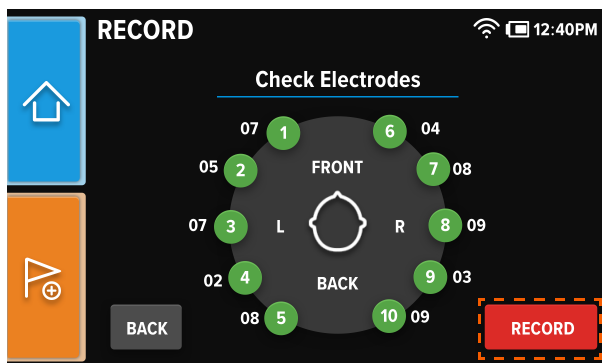 RECORD 12:40PM
Check Electrodes
07 1 6 04
05 2 FRONT 7 08
07 3 L R 8 09
02 4 BACK 9 03
08 5 10 09
BACK RECORD